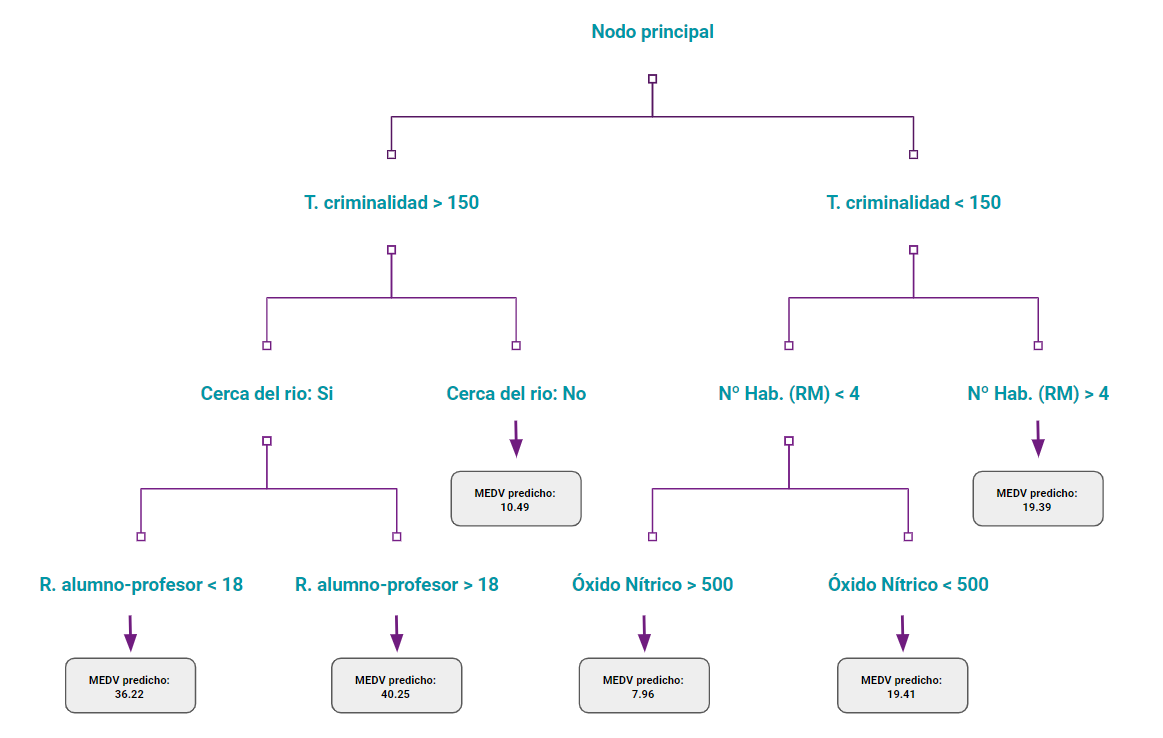 Nodo principal
T. criminalidad > 150
T. criminalidad < 150
Cerca del rio: Si
Cerca del rio: No
Nº Hab. (RM) < 4
Nº Hab. (RM) > 4
MEDV predicho:
10.49
MEDV predicho:
19.39
R. alumno-profesor < 18
R. alumno-profesor > 18
Óxido Nítrico > 500
Óxido Nítrico < 500
MEDV predicho:
36.22
MEDV predicho:
40.25
MEDV predicho:
7.96
MEDV predicho:
19.41